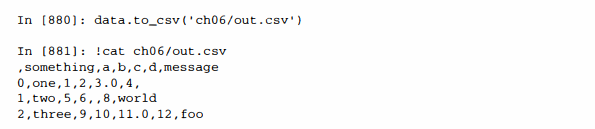 In [880]: data.to_csv('ch06/out.csv')
In [881]: !cat ch06/out.csv
,something,a,b,c,d,message
0,one,1,2,3.0,4,
1,two,5,6,,8,world
2,three,9,10,11.0,12,foo